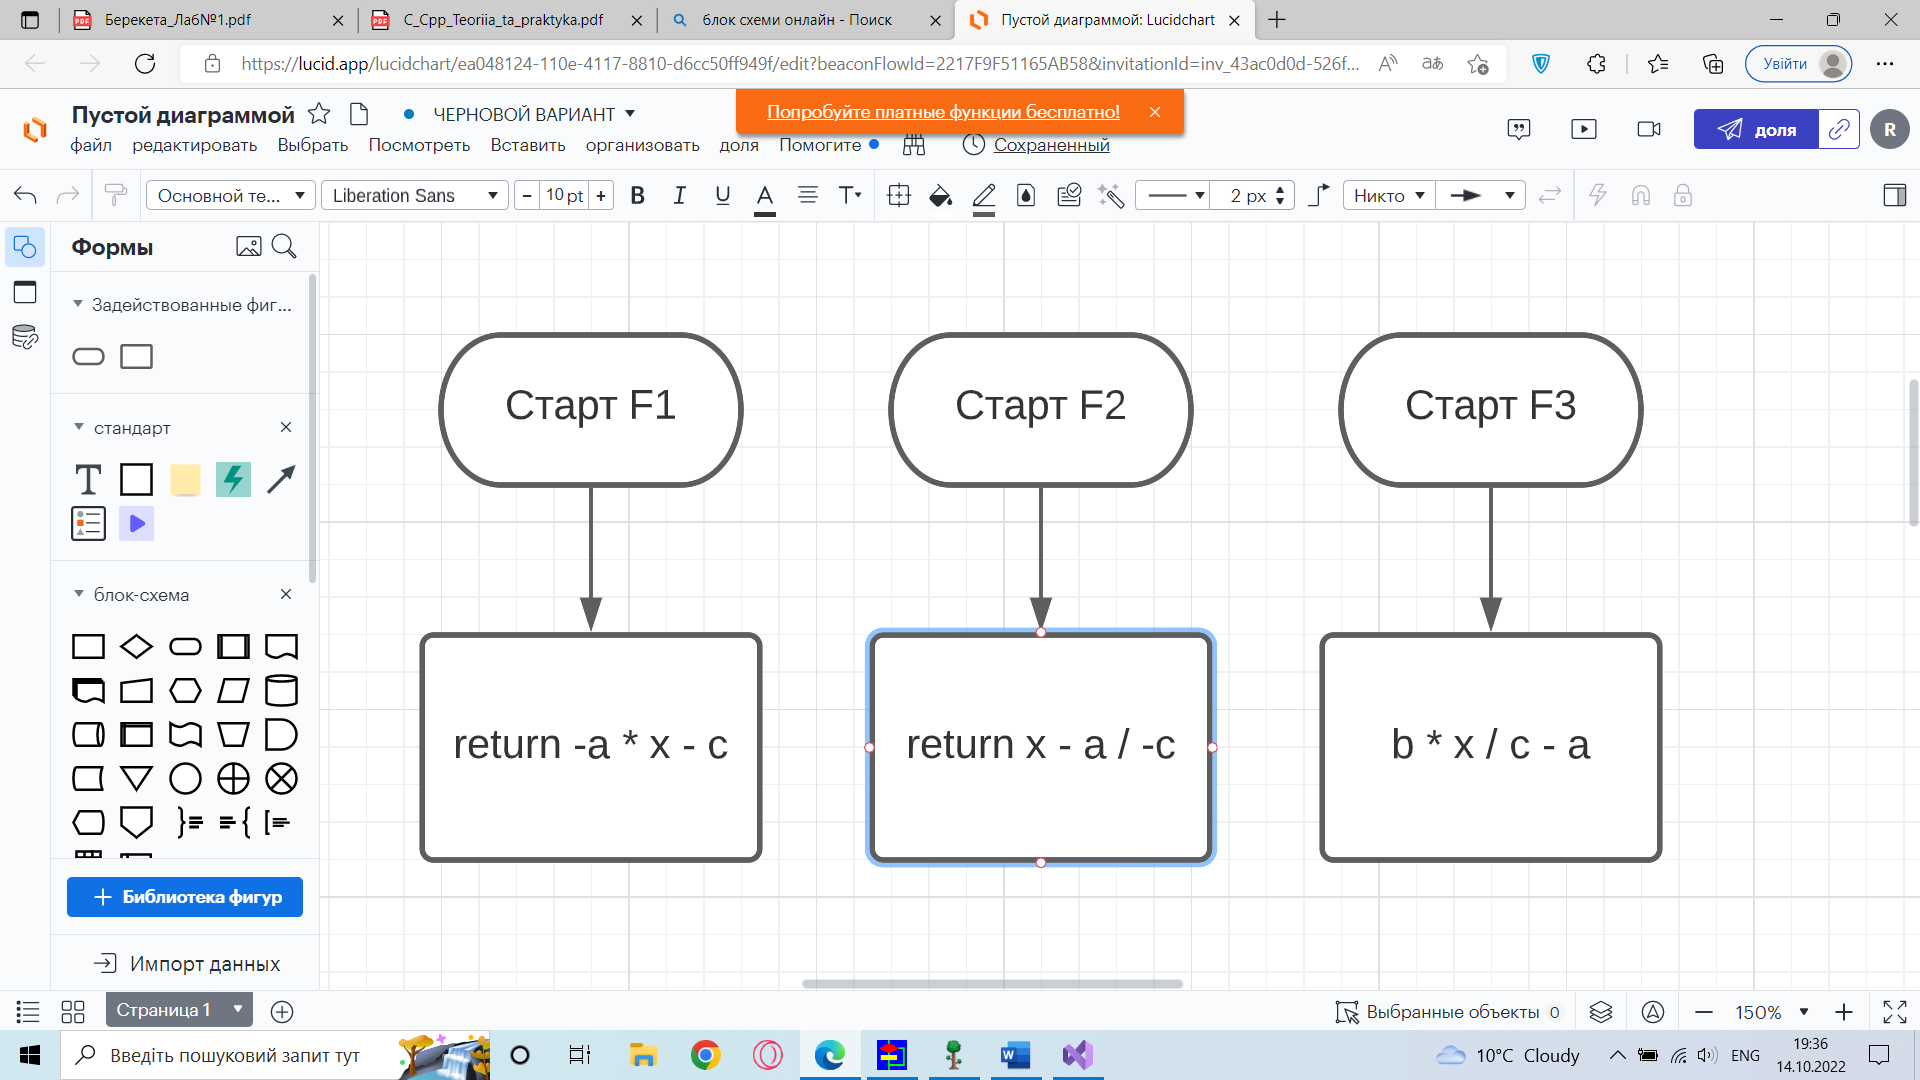 Берекета_Лаб№1.pdf
C_Cpp_Teoriia_ta_praktyka.pdf
блок схеми онлайн - Поиск
Пустой диаграммой: Lucidchart
https://lucid.app/lucidchart/ea048124-110e-4117-8810-d6cc50ff949f/edit?beaconFlowId=2217F9F51165AB58&invitationId=inv_43ac0d0d-526f...
Увійти
Пустой диаграммой
ЧЕРНОВОЙ ВАРИАНТ
Попробуйте платные функции бесплатно!
доля
R
файл
редактировать
Выбрать
Посмотреть
Вставить
организовать
доля
Помогите
Сохраненный
Основной те...
Liberation Sans
10 pt
2 px
Никто
Формы
Задействованные фиг...
стандарт
блок-схема
Библиотека фигур
Импорт данных
Старт F1
Старт F2
Старт F3
return -a * x - c
return x - a / -c
b * x / c - a
Страница 1
Выбранные объекты 0
150%
Введіть пошуковий запит тут
10°C Cloudy
ENG
19:36
14.10.2022